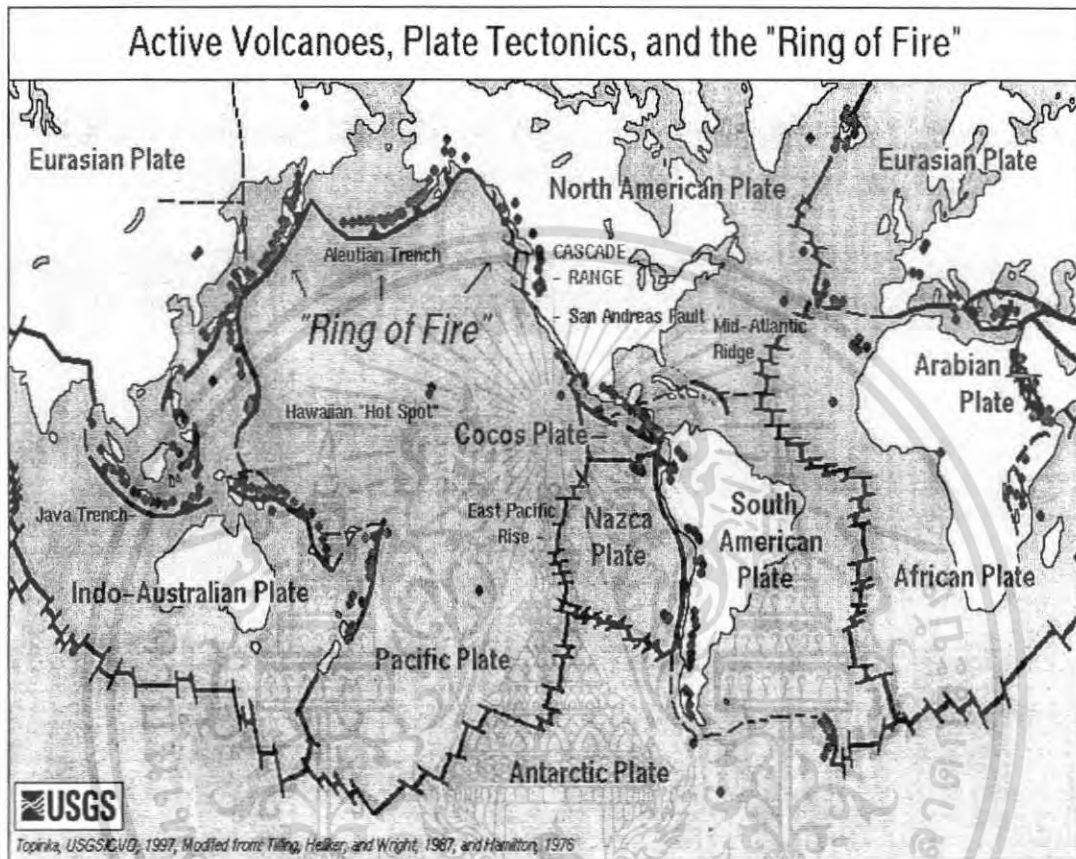 Active Volcanoes, Plate Tectonics, and the "Ring of Fire"
Eurasian Plate
North American Plate
Eurasian Plate
Aleutian Trench
CASCADE
RANGE
"Ring of Fire"
San Andreas Fault
Mid-Atlantic
Ridge
Arabian
Plate
Hawaiian "Hot Spot"
Cocos Plate
Java Trench
East Pacific
Rise
Nazca
Plate
South
American
Plate
Indo-Australian Plate
African Plate
Pacific Plate
Antarctic Plate
USGS
Topinka, USGS/CVO, 1997, Modified from: Tilling, Heliker, and Wright, 1987, and Hamilton, 1976